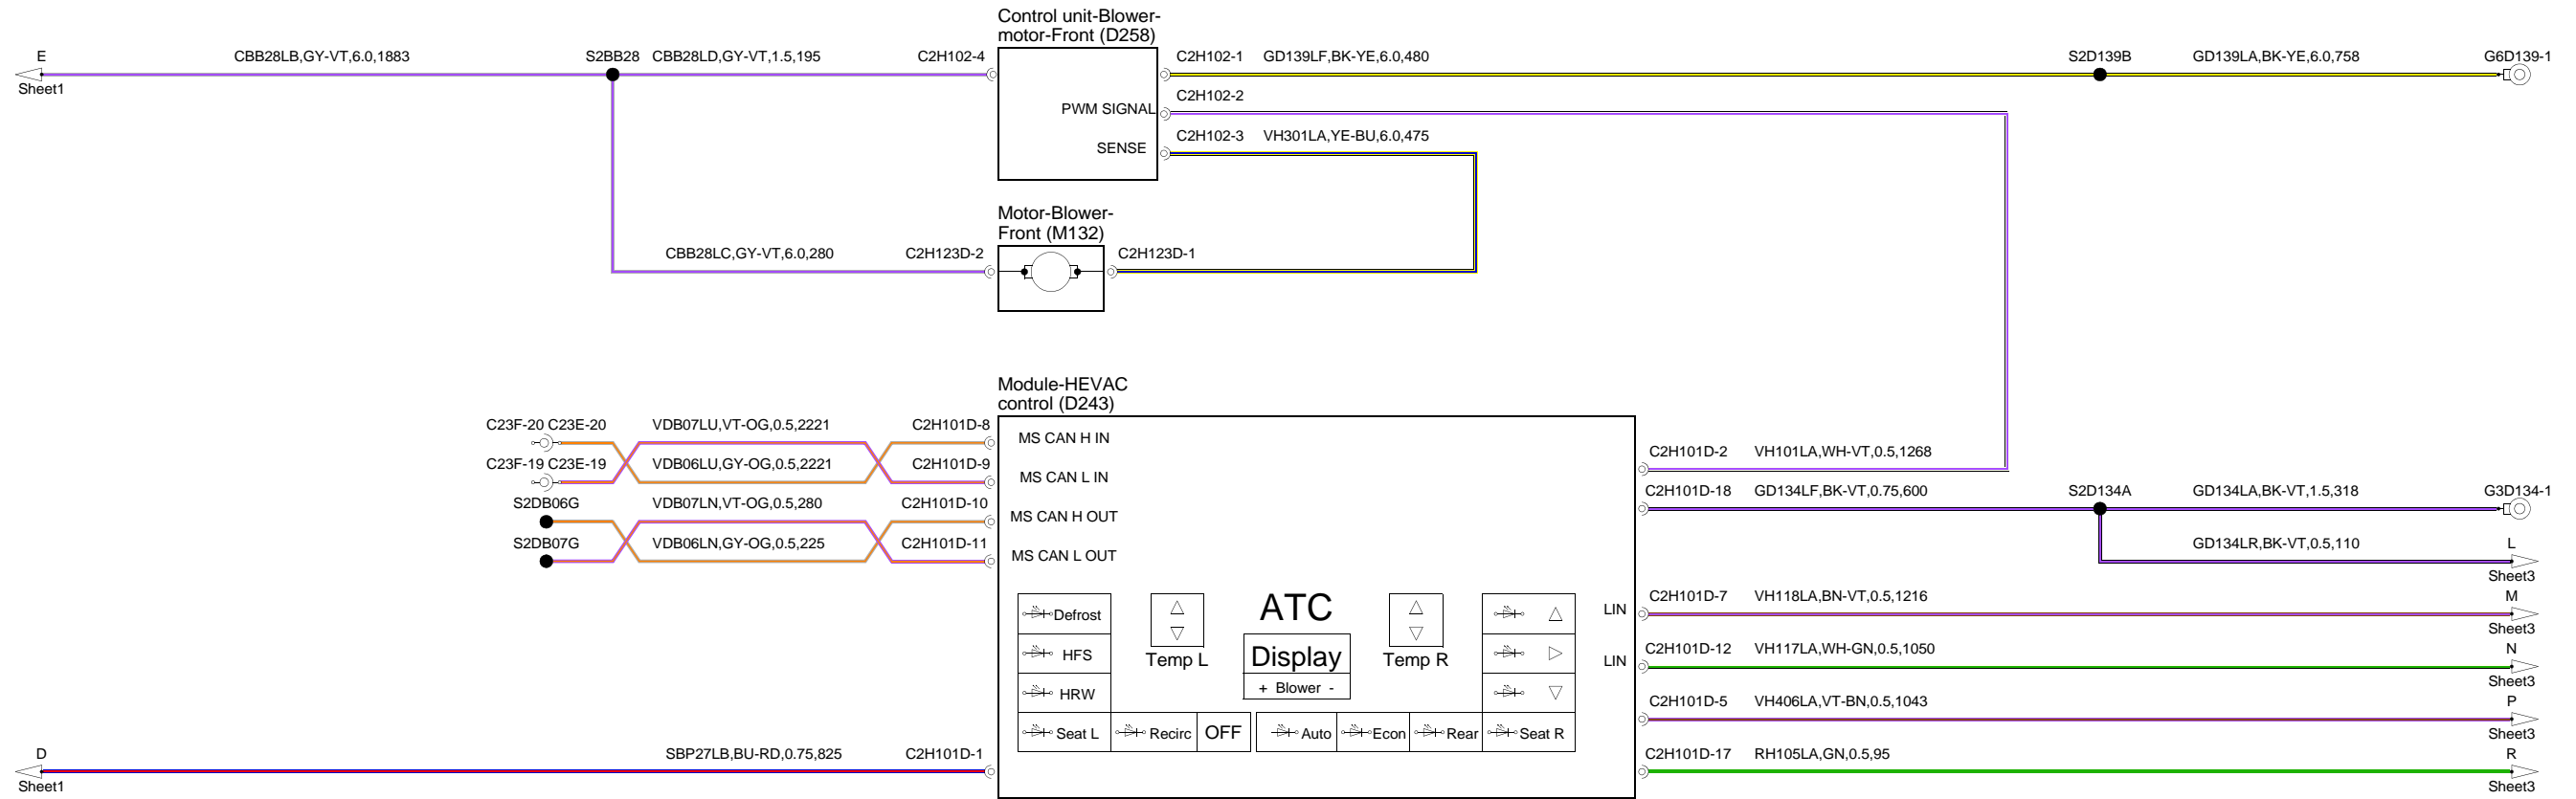 Control unit-Blower-
motor-Front (D258)
E
CBB28LB,GY-VT,6.0,1883
S2BB28
CBB28LD,GY-VT,1.5,195
C2H102-4
C2H102-1
GD139LF,BK-YE,6.0,480
S2D139B
GD139LA,BK-YE,6.0,758
G6D139-1
Sheet1
C2H102-2
PWM SIGNAL
C2H102-3
VH301LA,YE-BU,6.0,475
SENSE
Motor-Blower-
Front (M132)
CBB28LC,GY-VT,6.0,280
C2H123D-2
C2H123D-1
Module-HEVAC
control (D243)
C23F-20 C23E-20
VDB07LU,VT-OG,0.5,2221
C2H101D-8
MS CAN H IN
C2H101D-2
VH101LA,WH-VT,0.5,1268
C23F-19 C23E-19
VDB06LU,GY-OG,0.5,2221
C2H101D-9
MS CAN L IN
C2H101D-18
GD134LF,BK-VT,0.75,600
S2D134A
GD134LA,BK-VT,1.5,318
G3D134-1
S2DB06G
VDB07LN,VT-OG,0.5,280
C2H101D-10
MS CAN H OUT
S2DB07G
VDB06LN,GY-OG,0.5,225
C2H101D-11
MS CAN L OUT
GD134LR,BK-VT,0.5,110
L
Sheet3
Defrost
ATC
LIN
C2H101D-7
VH118LA,BN-VT,0.5,1216
M
Sheet3
HFS
Temp L
Display
Temp R
LIN
C2H101D-12
VH117LA,WH-GN,0.5,1050
N
Sheet3
HRW
+ Blower -
C2H101D-5
VH406LA,VT-BN,0.5,1043
P
Sheet3
Seat L
Recirc
OFF
Auto
Econ
Rear
Seat R
D
SBP27LB,BU-RD,0.75,825
C2H101D-1
C2H101D-17
RH105LA,GN,0.5,95
R
Sheet1
Sheet3